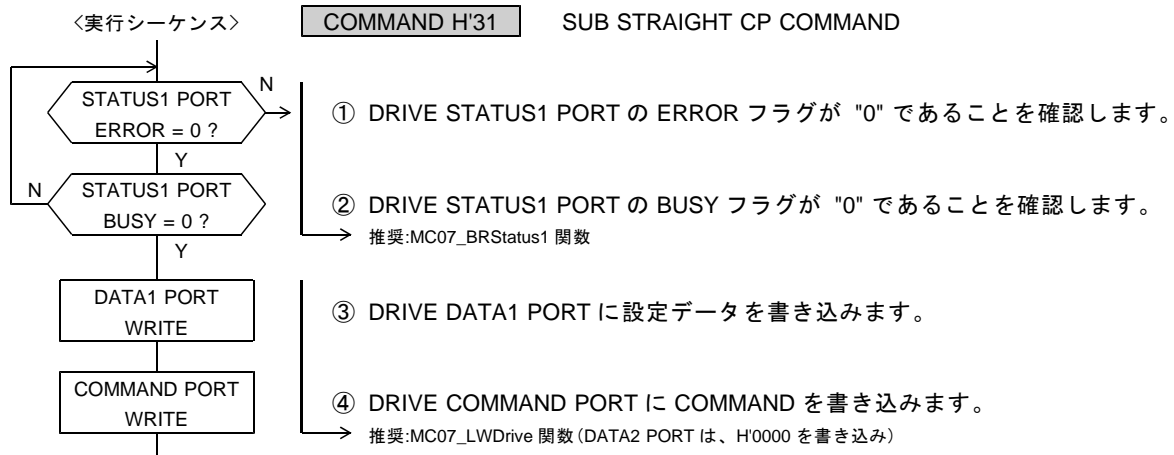 〈実行シーケンス〉
COMMAND H'31 SUB STRAIGHT CP COMMAND
STATUS1 PORT
ERROR = 0 ?
N
Y
① DRIVE STATUS1 PORT の ERROR フラグが "0" であることを確認します。
N
STATUS1 PORT
BUSY = 0 ?
Y
② DRIVE STATUS1 PORT の BUSY フラグが "0" であることを確認します。
推奨:MC07_BRStatus1 関数
DATA1 PORT
WRITE
③ DRIVE DATA1 PORT に設定データを書き込みます。
COMMAND PORT
WRITE
④ DRIVE COMMAND PORT に COMMAND を書き込みます。
推奨:MC07_LWDrive 関数(DATA2 PORT は、H'0000 を書き込み)